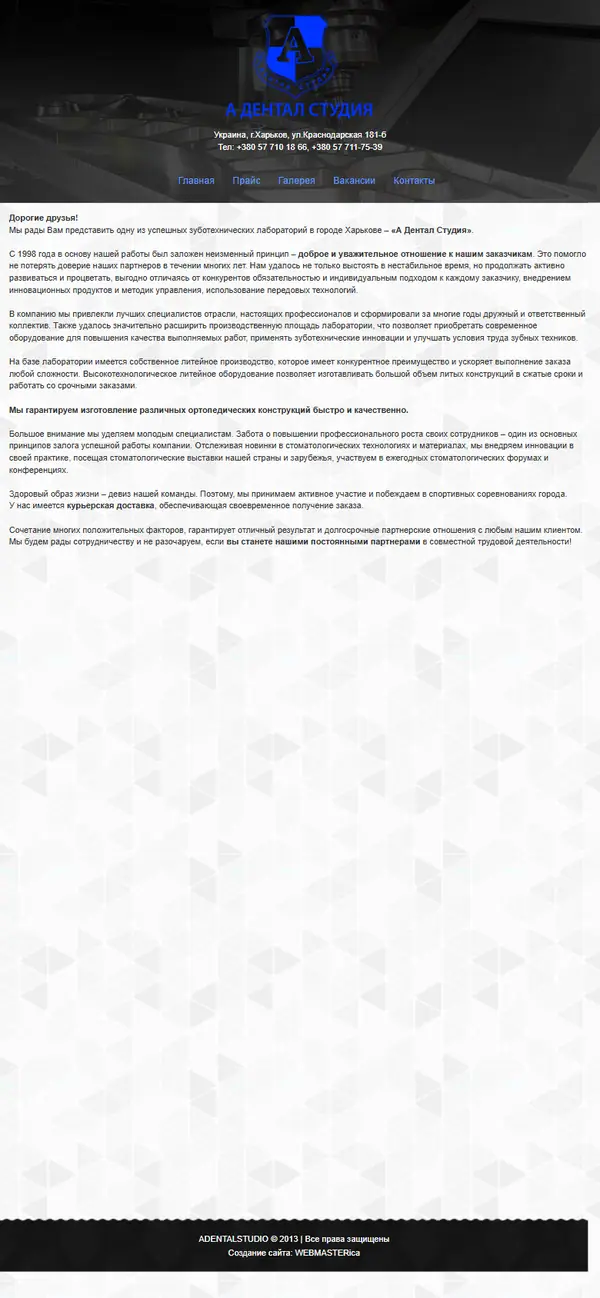 А
А ДЕНТАЛ СТУДИЯ
Украина, г.Харьков, ул.Краснодарская 181-б
Тел: +380 57 710 18 66, +380 57 711-75-39
Главная Прайс Галерея Вакансии Контакты
Дорогие друзья!
Мы рады Вам представить одну из успешных зуботехнических лабораторий в городе Харькове – «А Дентал Студия».
С 1998 года в основу нашей работы был заложен неизменный принцип – доброе и уважительное отношение к нашим заказчикам. Это помогло
не потерять доверие наших партнеров в течении многих лет. Нам удалось не только выстоять в нестабильное время, но продолжать активно
развиваться и процветать, выгодно отличаясь от конкурентов обязательностью и индивидуальным подходом к каждому заказчику, внедрением
инновационных продуктов и методик управления, использование передовых технологий.
В компанию мы привлекли лучших специалистов отрасли, настоящих профессионалов и сформировали за многие годы дружный и ответственный
коллектив. Также удалось значительно расширить производственную площадь лаборатории, что позволяет приобретать современное
оборудование для повышения качества выполняемых работ, применять зуботехнические инновации и улучшать условия труда зубных техников.
На базе лаборатории имеется собственное литейное производство, которое имеет конкурентное преимущество и ускоряет выполнение заказа
любой сложности. Высокотехнологическое литейное оборудование позволяет изготавливать большой объем литых конструкций в сжатые сроки и
работать со срочными заказами.
Мы гарантируем изготовление различных ортопедических конструкций быстро и качественно.
Большое внимание мы уделяем молодым специалистам. Забота о повышении профессионального роста своих сотрудников – один из основных
принципов залога успешной работы компании. Отслеживая новинки в стоматологических технологиях и материалах, мы внедряем инновации в
своей практике, посещая стоматологические выставки нашей страны и зарубежья, участвуем в ежегодных стоматологических форумах и
конференциях.
Здоровый образ жизни – девиз нашей команды. Поэтому, мы принимаем активное участие и побеждаем в спортивных соревнованиях города.
У нас имеется курьерская доставка, обеспечивающая своевременное получение заказа.
Сочетание многих положительных факторов, гарантирует отличный результат и долгосрочные партнерские отношения с любым нашим клиентом.
Мы будем рады сотрудничеству и не разочаруем, если вы станете нашими постоянными партнерами в совместной трудовой деятельности!
ADENTALSTUDIO © 2013 | Все права защищены
Создание сайта: WEBMASTERica